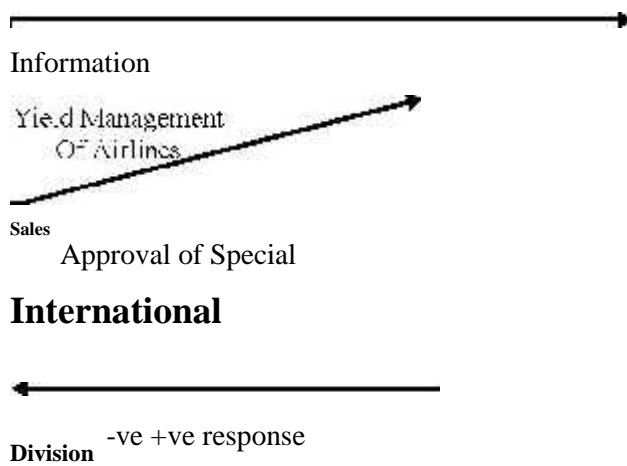 Information
Yield Management
Of Airlines
Sales
Approval of Special
International
-ve +ve response
Division